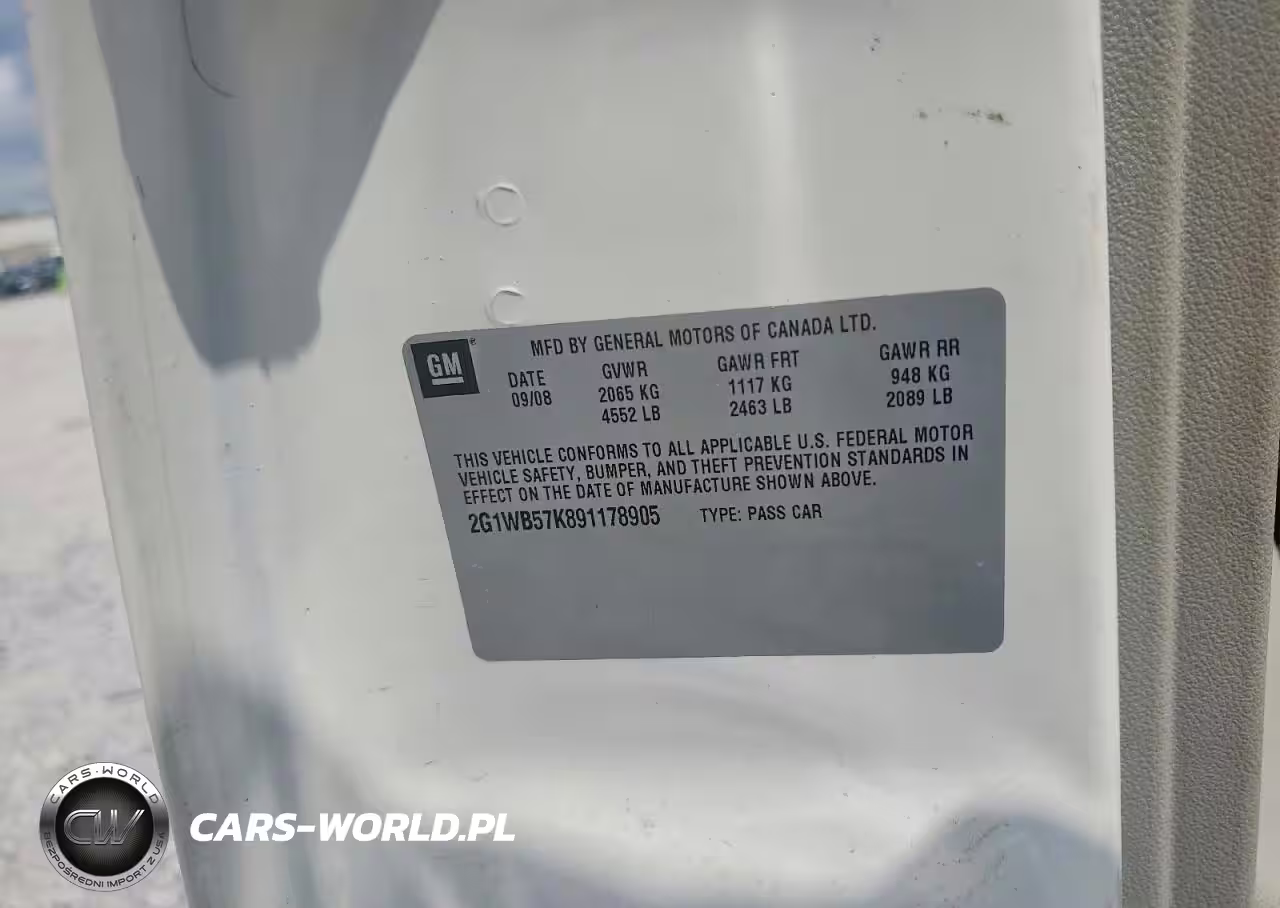 GM
MFD BY GENERAL MOTORS OF CANADA LTD.
DATE GVWR GAWR FRT GAWR RR
09/08 2065 KG 1117 KG 948 KG
4552 LB 2463 LB 2089 LB
THIS VEHICLE CONFORMS TO ALL APPLICABLE U.S. FEDERAL MOTOR
VEHICLE SAFETY, BUMPER, AND THEFT PREVENTION STANDARDS IN
EFFECT ON THE DATE OF MANUFACTURE SHOWN ABOVE.
2G1WB57K891178905 TYPE: PASS CAR
CARS-WORLD
CW
BEZPOŚREDNI IMPORT Z USA
CARS-WORLD.PL